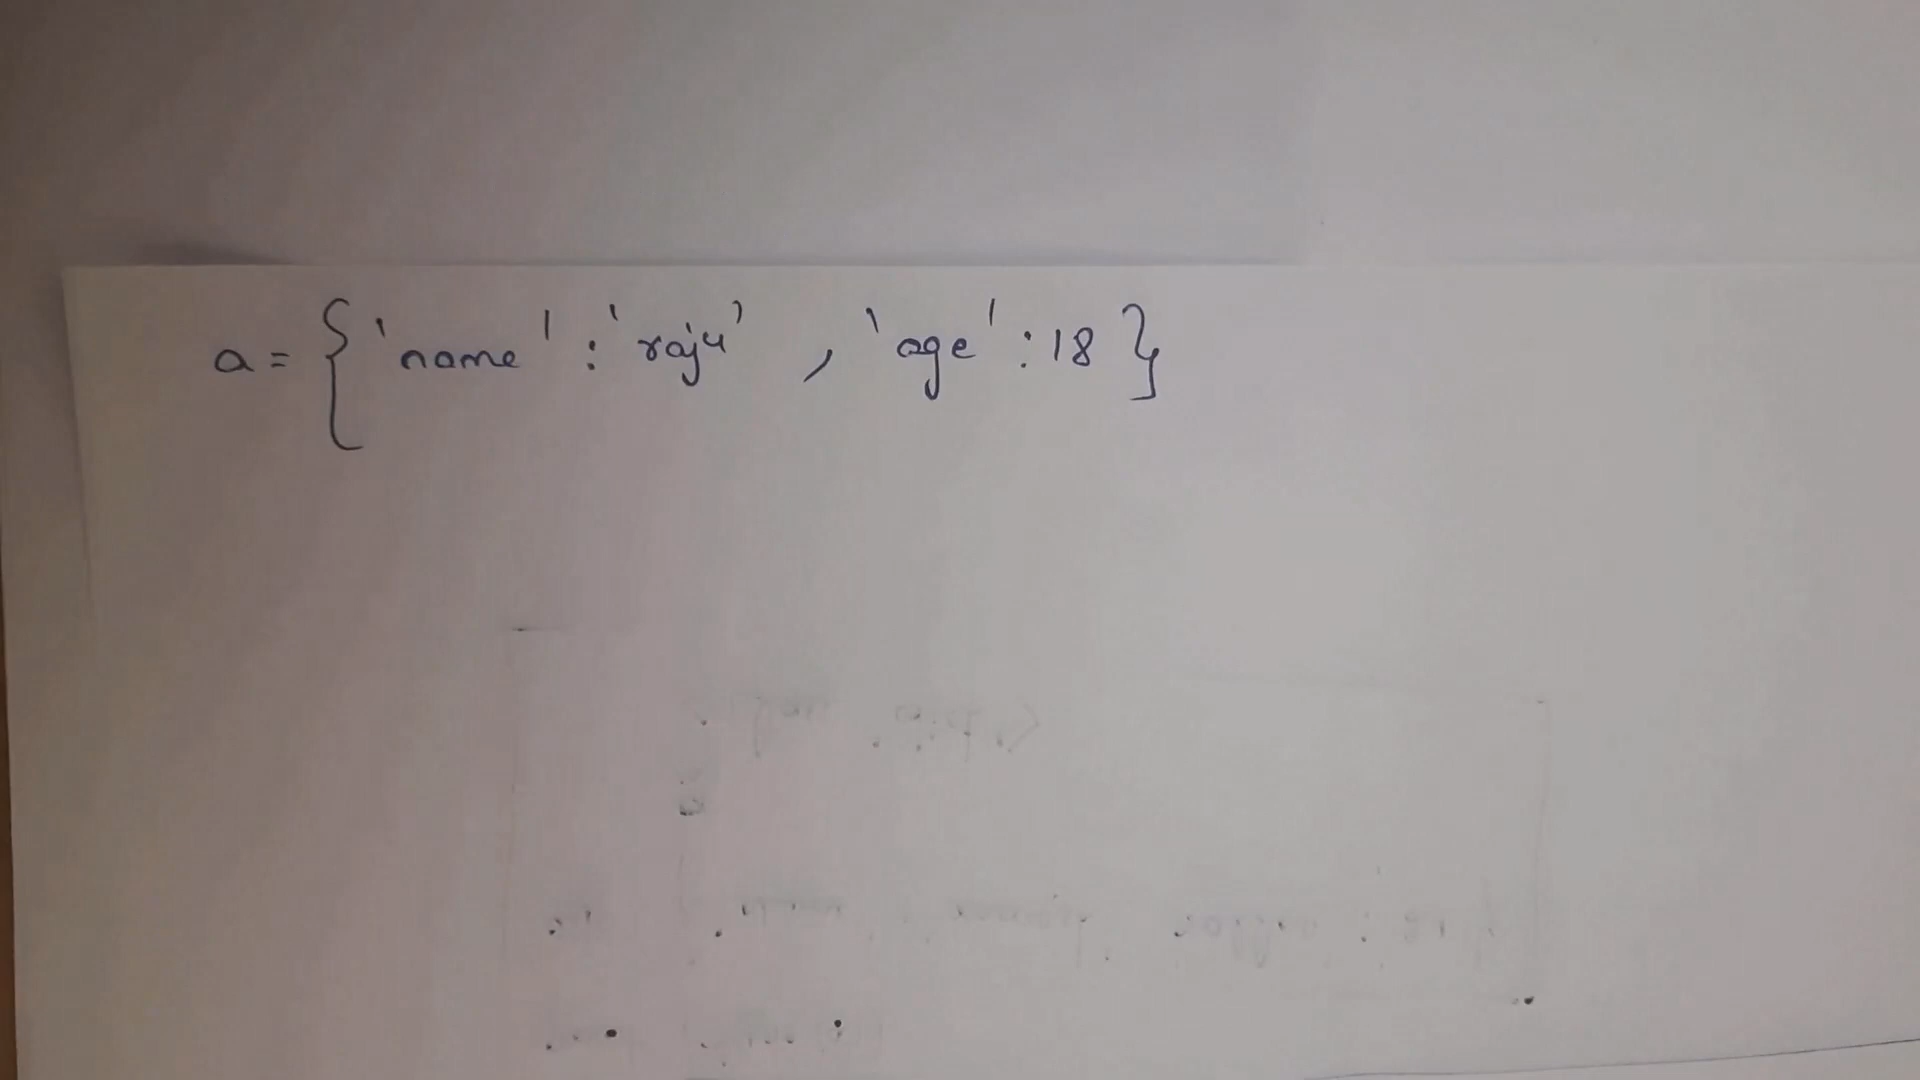 a = { 'name' : 'raju' , 'age' : 18 }